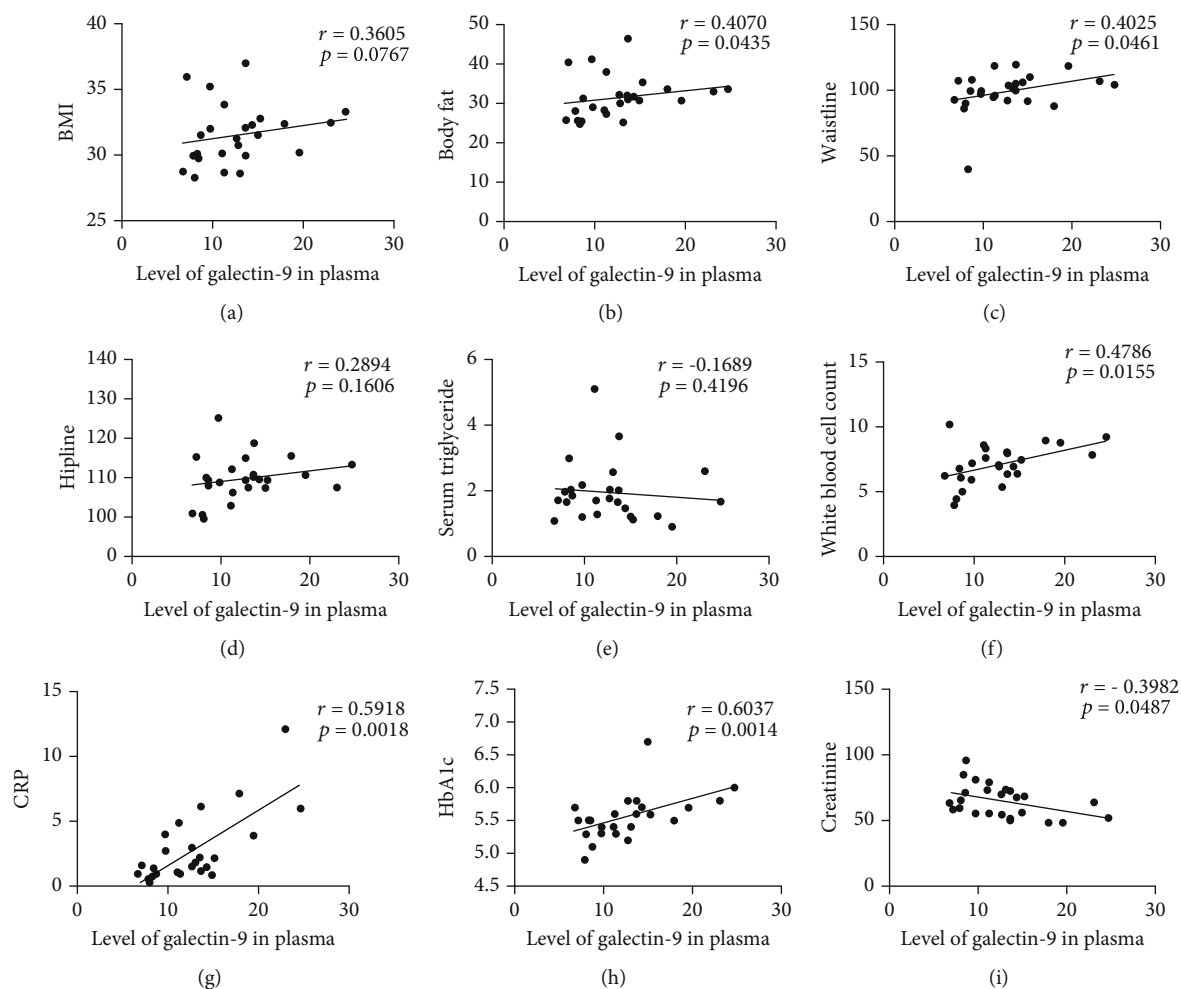 r = 0.3605
p = 0.0767
40
35
30
25
BMI
0 10 20 30
Level of galectin-9 in plasma
(a)
r = 0.4070
p = 0.0435
50
40
30
20
10
0
Body fat
0 10 20 30
Level of galectin-9 in plasma
(b)
r = 0.4025
p = 0.0461
150
100
50
0
Waistline
0 10 20 30
Level of galectin-9 in plasma
(c)
r = 0.2894
p = 0.1606
140
130
120
110
100
0
Hipline
0 10 20 30
Level of galectin-9 in plasma
(d)
r = -0.1689
p = 0.4196
6
4
2
0
Serum triglyceride
0 10 20 30
Level of galectin-9 in plasma
(e)
r = 0.4786
p = 0.0155
15
10
5
0
White blood cell count
0 10 20 30
Level of galectin-9 in plasma
(f)
r = 0.5918
p = 0.0018
15
10
5
0
CRP
0 10 20 30
Level of galectin-9 in plasma
(g)
r = 0.6037
p = 0.0014
7.5
7.0
6.5
6.0
5.5
5.0
4.5
HbA1c
0 10 20 30
Level of galectin-9 in plasma
(h)
r = - 0.3982
p = 0.0487
150
100
50
0
Creatinine
0 10 20 30
Level of galectin-9 in plasma
(i)